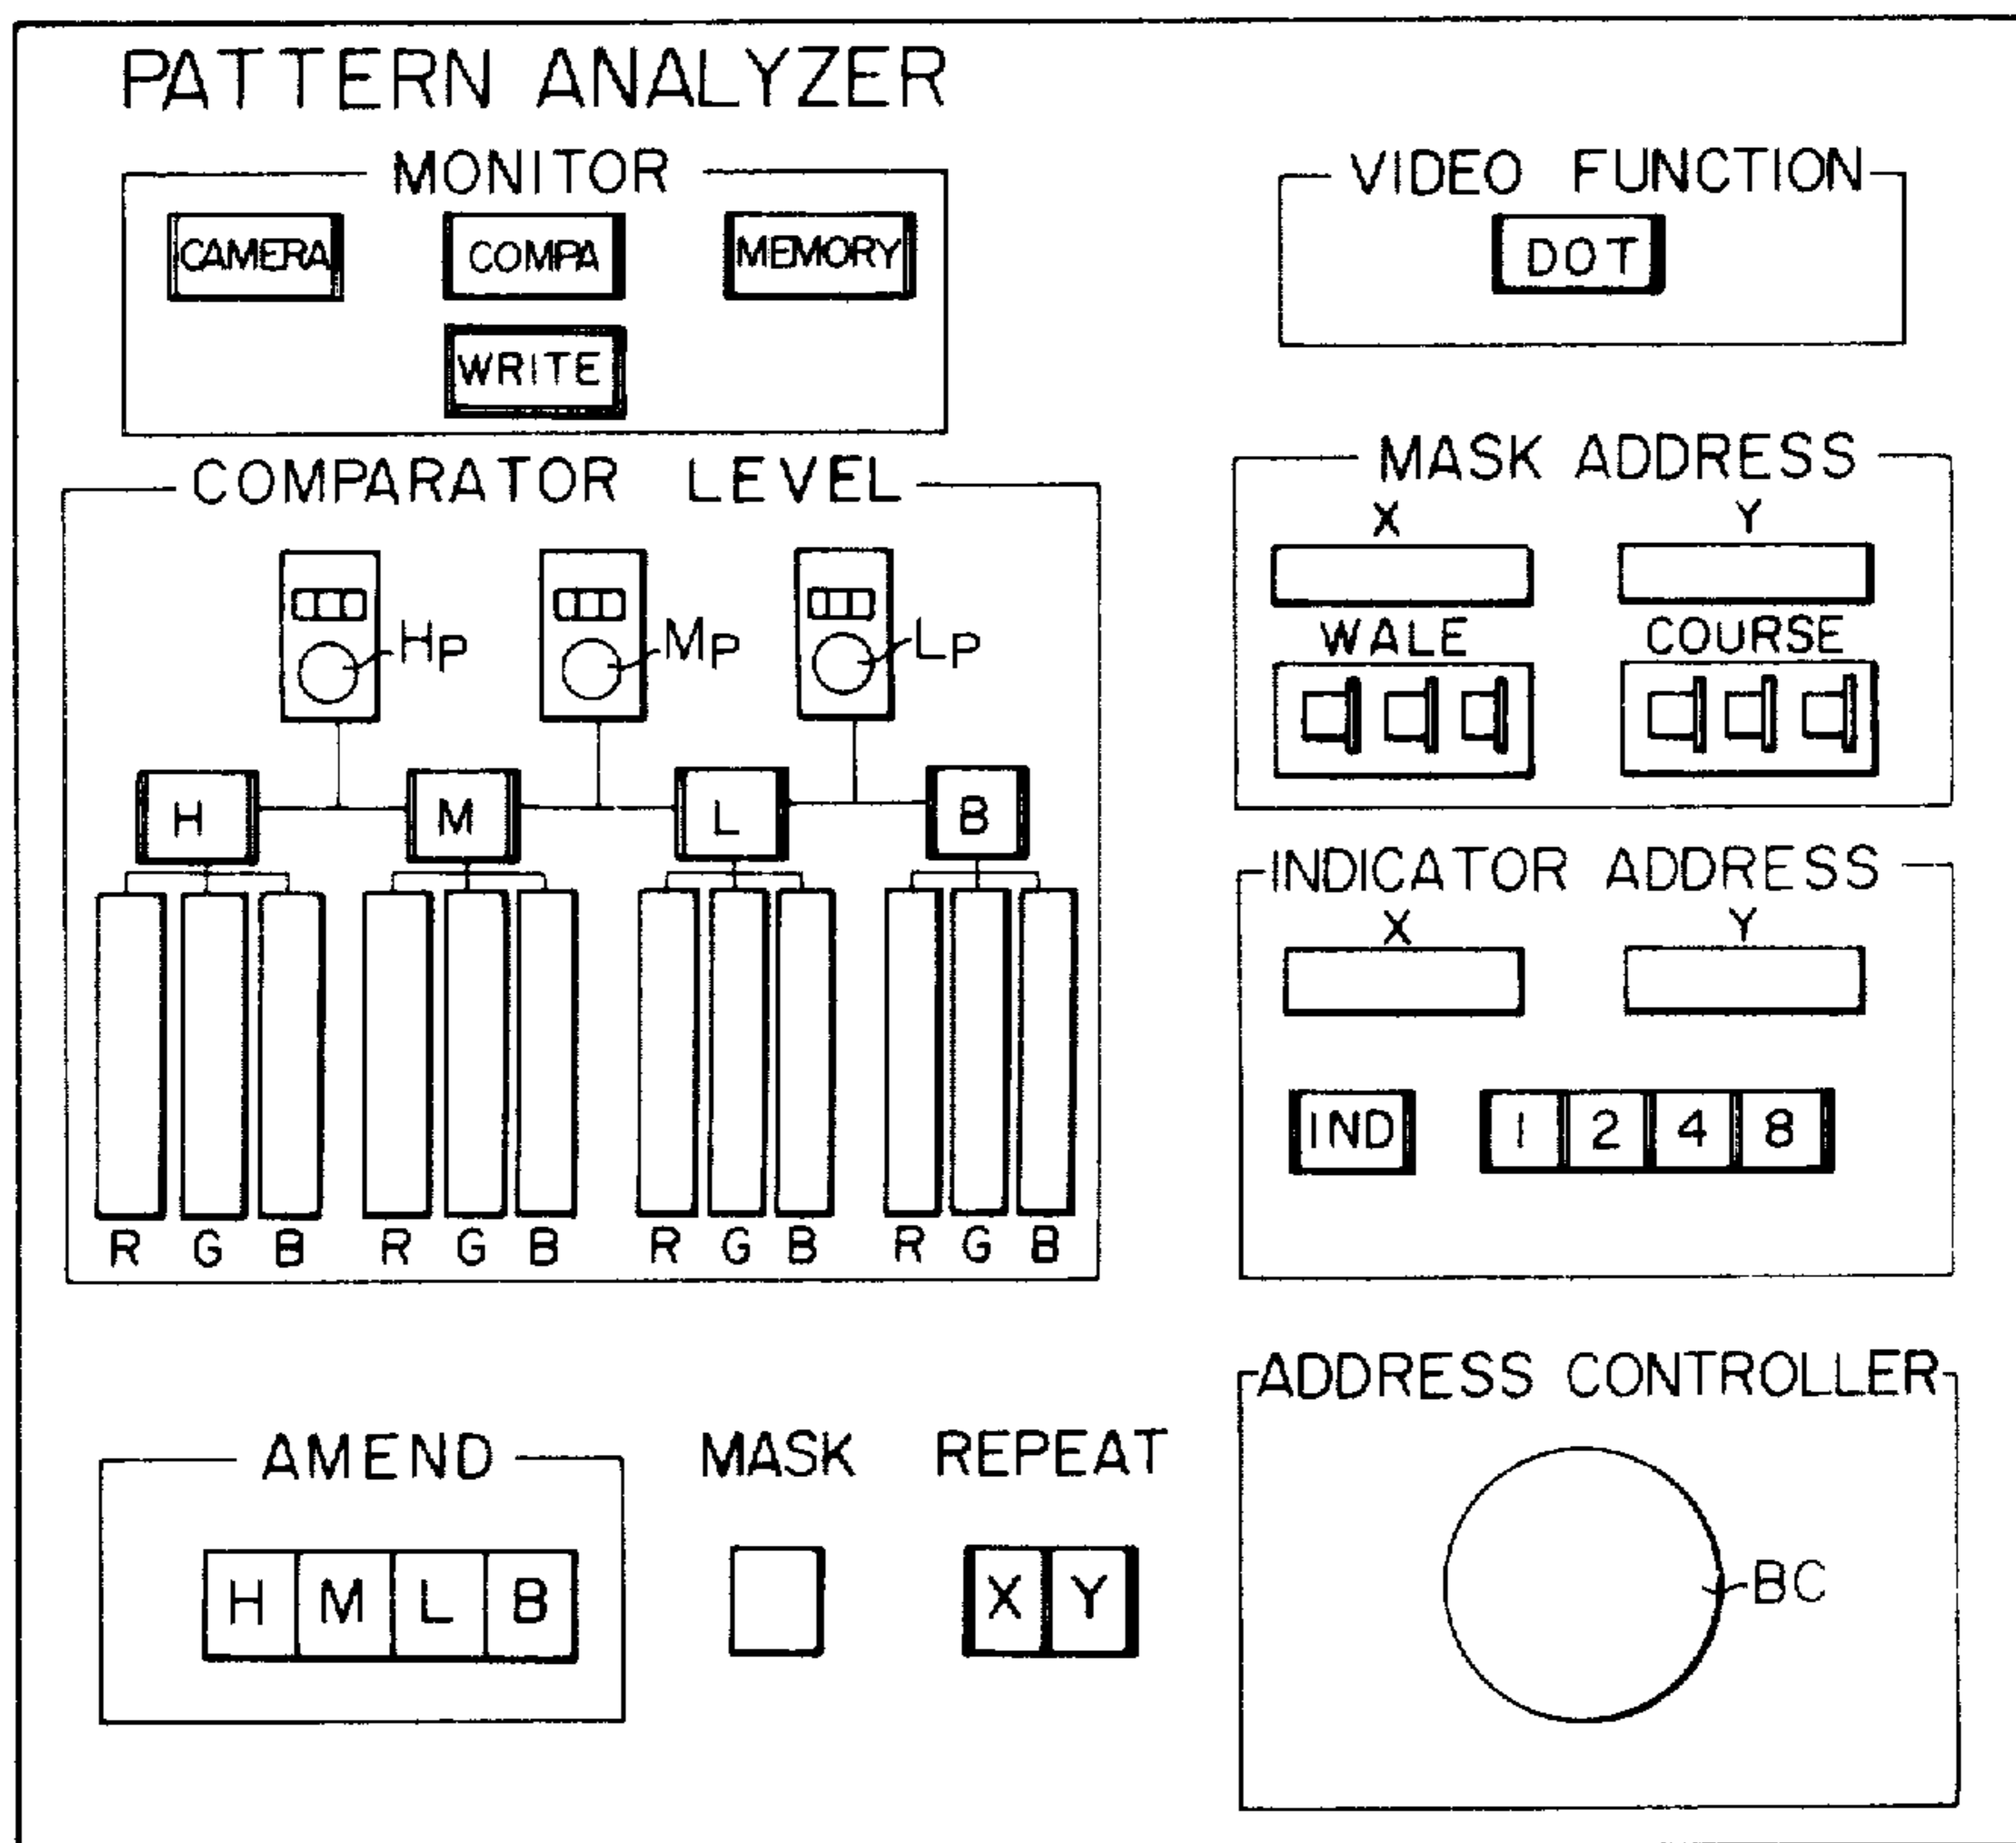 PATTERN ANALYZER
MONITOR
CAMERA COMPA MEMORY
WRITE
VIDEO FUNCTION
DOT
COMPARATOR LEVEL
HP MP LP
H M L B
R G B R G B R G B R G B
MASK ADDRESS
X Y
WALE COURSE
INDICATOR ADDRESS
X Y
IND 1 2 4 8
AMEND
H M L B
MASK
REPEAT
X Y
ADDRESS CONTROLLER
BC